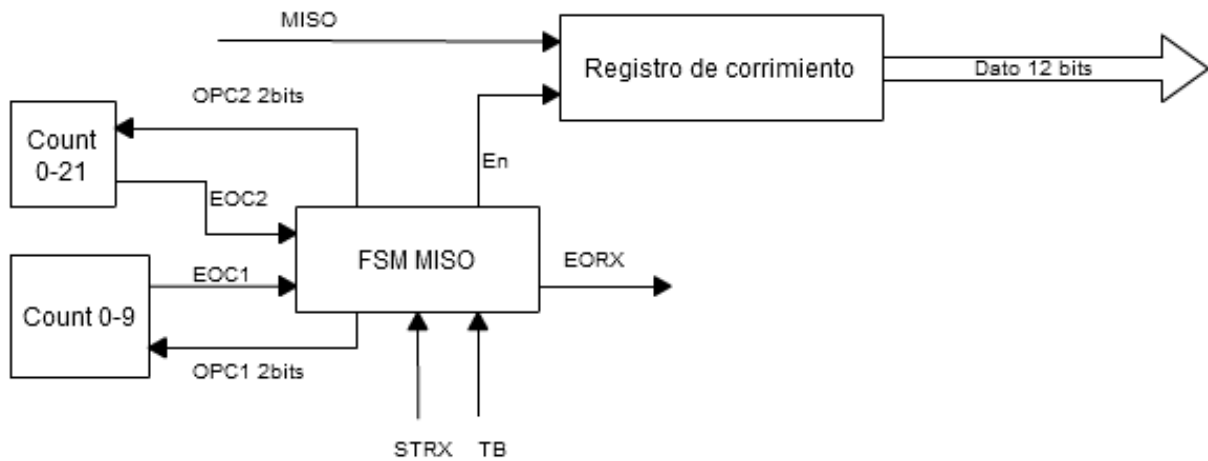 MISO
Registro de corrimiento
Dato 12 bits
OPC2 2bits
Count
0-21
En
EOC2
FSM MISO
EOC1
EORX
Count 0-9
OPC1 2bits
STRX
TB